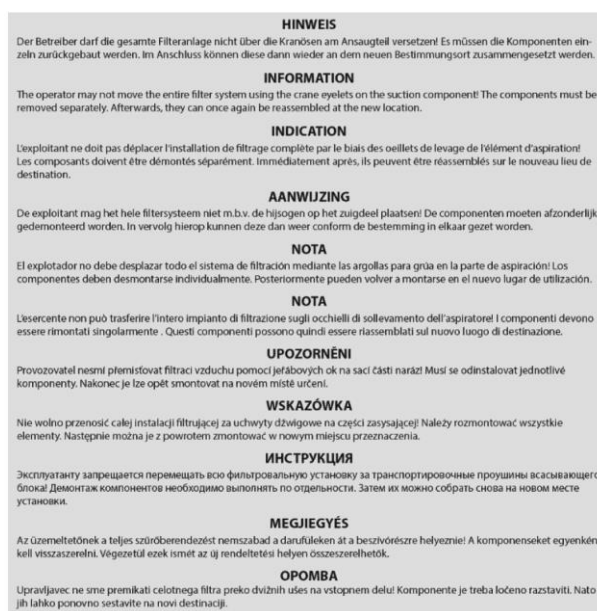 HINWEIS
Der Betreiber darf die gesamte Filteranlage nicht über die Kranösen am Ansaugteil versetzen! Es müssen die Komponenten ein-
zeln zurückgebaut werden. Im Anschluss können diese dann wieder an dem neuen Bestimmungsort zusammengesetzt werden.
INFORMATION
The operator may not move the entire filter system using the crane eyelets on the suction component! The components must be
removed separately. Afterwards, they can once again be reassembled at the new location.
INDICATION
L'exploitant ne doit pas déplacer l'installation de filtrage complète par le biais des oeillets de levage de l'élément d'aspiration!
Les composants doivent être démontés séparément. Immédiatement après, ils peuvent être réassemblés sur le nouveau lieu de
destination.
AANWIJZING
De exploitant mag het hele filtersysteem niet m.b.v. de hijsogen op het zuigdeel plaatsen! De componenten moeten afzonderlijk
gedemonteerd worden. In vervolg hierop kunnen deze dan weer conform de bestemming in elkaar gezet worden.
NOTA
El explotador no debe desplazar todo el sistema de filtración mediante las argollas para grúa en la parte de aspiración! Los
componentes deben desmontarse individualmente. Posteriormente pueden volver a montarse en el nuevo lugar de utilización.
NOTA
L'esercente non può trasferire l'intero impianto di filtrazione sugli occhielli di sollevamento dell'aspiratore! I componenti devono
essere rimontati singolarmente . Questi componenti possono quindi essere riassemblati sul nuovo luogo di destinazione.
UPOZORNĚNI
Provozovatel nesmí přemisťovat filtraci vzduchu pomocí jeřábových ok na sací části naráz! Musí se odinstalovat jednotlivé
komponenty. Nakonec je lze opět smontovat na novém místě určení.
WSKAZÓWKA
Nie wolno przenosić całej instalacji filtrującej za uchwyty dźwigowe na części zasysającej! Należy rozmontować wszystkie
elementy. Następnie można je z powrotem zmontować w nowym miejscu przeznaczenia.
ИНСТРУКЦИЯ
Эксплуатанту запрещается перемещать всю фильтровальную установку за транспортировочные проушины всасывающего
блока! Демонтаж компонентов необходимо выполнять по отдельности. Затем их можно собрать снова на новом месте
установки.
MEGJIEGYÉS
Az üzemeltetőnek a teljes szűrőberendezést nemszabad a darufüleken át a beszívórészre helyeznie! A komponenseket egyenként
kell visszaszerelni. Végezetül ezek ismét az új rendeltetési helyen összeszerelhetők.
OPOMBA
Upravljavec ne sme premikati celotnega filtra preko dvižnih ušes na vstopnem delu! Komponente je treba ločeno razstaviti. Nato
jih lahko ponovno sestavite na novi destinaciji.